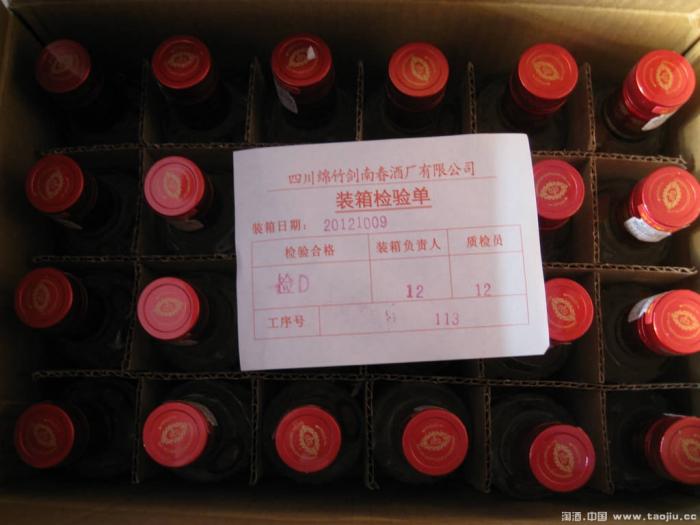 四川绵竹剑南春酒厂有限公司
装箱检验单
装箱日期： 20121009
检验合格 装箱负责人 质检员
检D 12 12
工序号 113
淘酒.中国 www.taojiu.cc